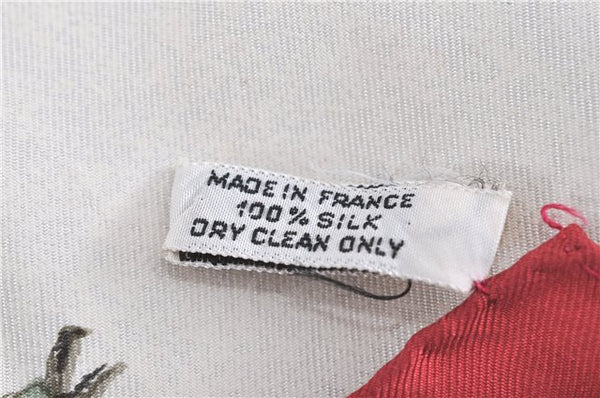 MADE IN FRANCE
100% SILK
DRY CLEAN ONLY